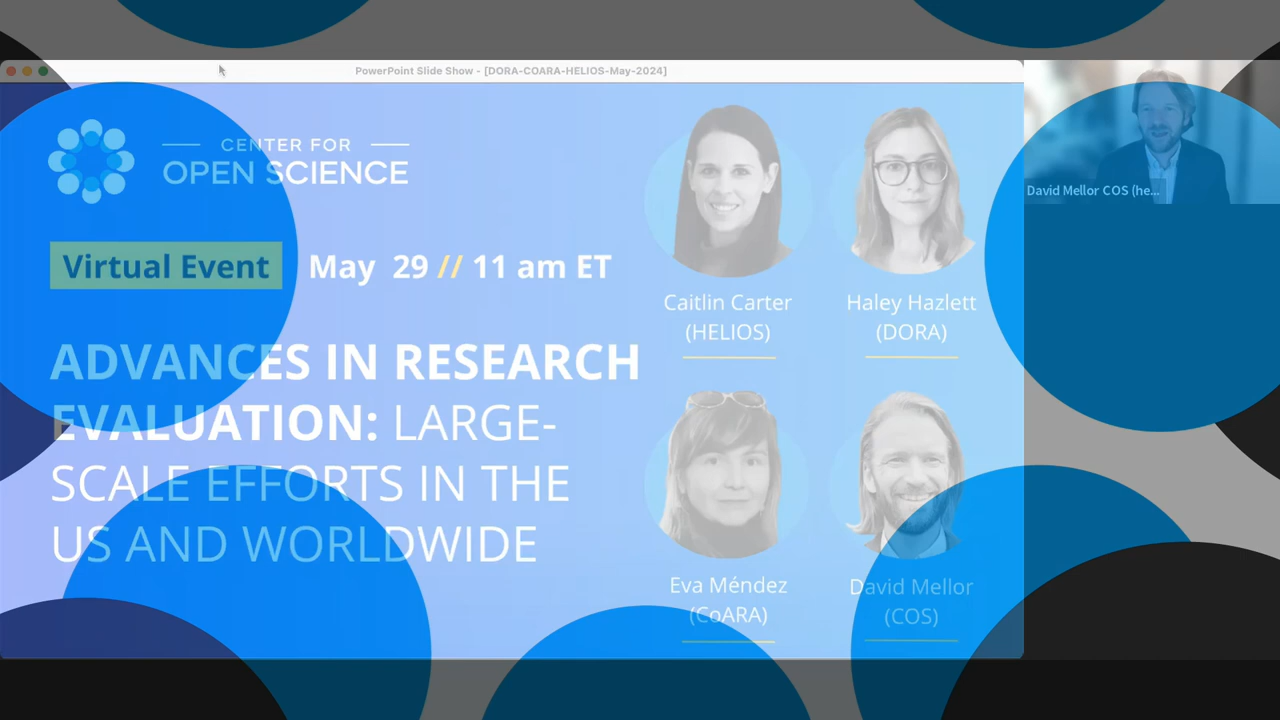 PowerPoint Slide Show - [DORA-COARA-HELIOS-May-2024]
CENTER FOR
OPEN SCIENCE
Virtual Event May 29 // 11 am ET
ADVANCES IN RESEARCH
EVALUATION: LARGE-
SCALE EFFORTS IN THE
US AND WORLDWIDE
Caitlin Carter
(HELIOS)
Haley Hazlett
(DORA)
Eva Méndez
(CoARA)
David Mellor
(COS)
David Mellor COS (he...